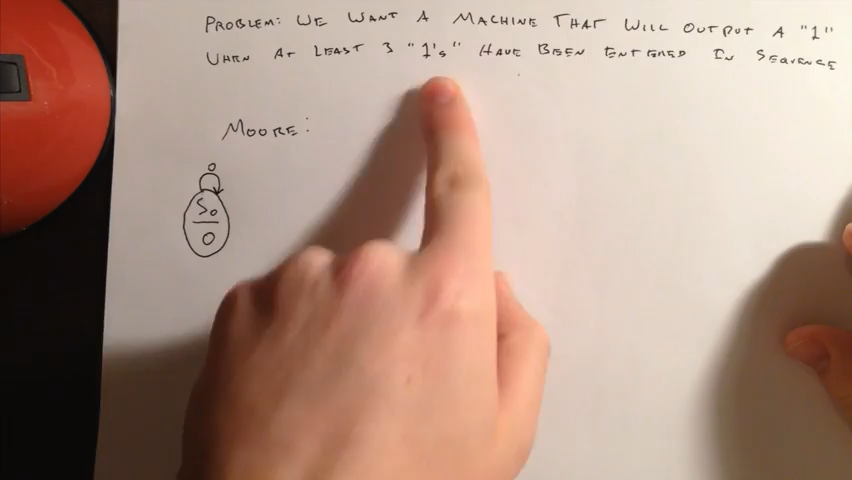 PROBLEM: WE WANT A MACHINE THAT WILL OUTPUT A "1"
WHEN AT LEAST 3 "1's" HAVE BEEN ENTERED IN SEQUENCE
MOORE:
0
S0
0